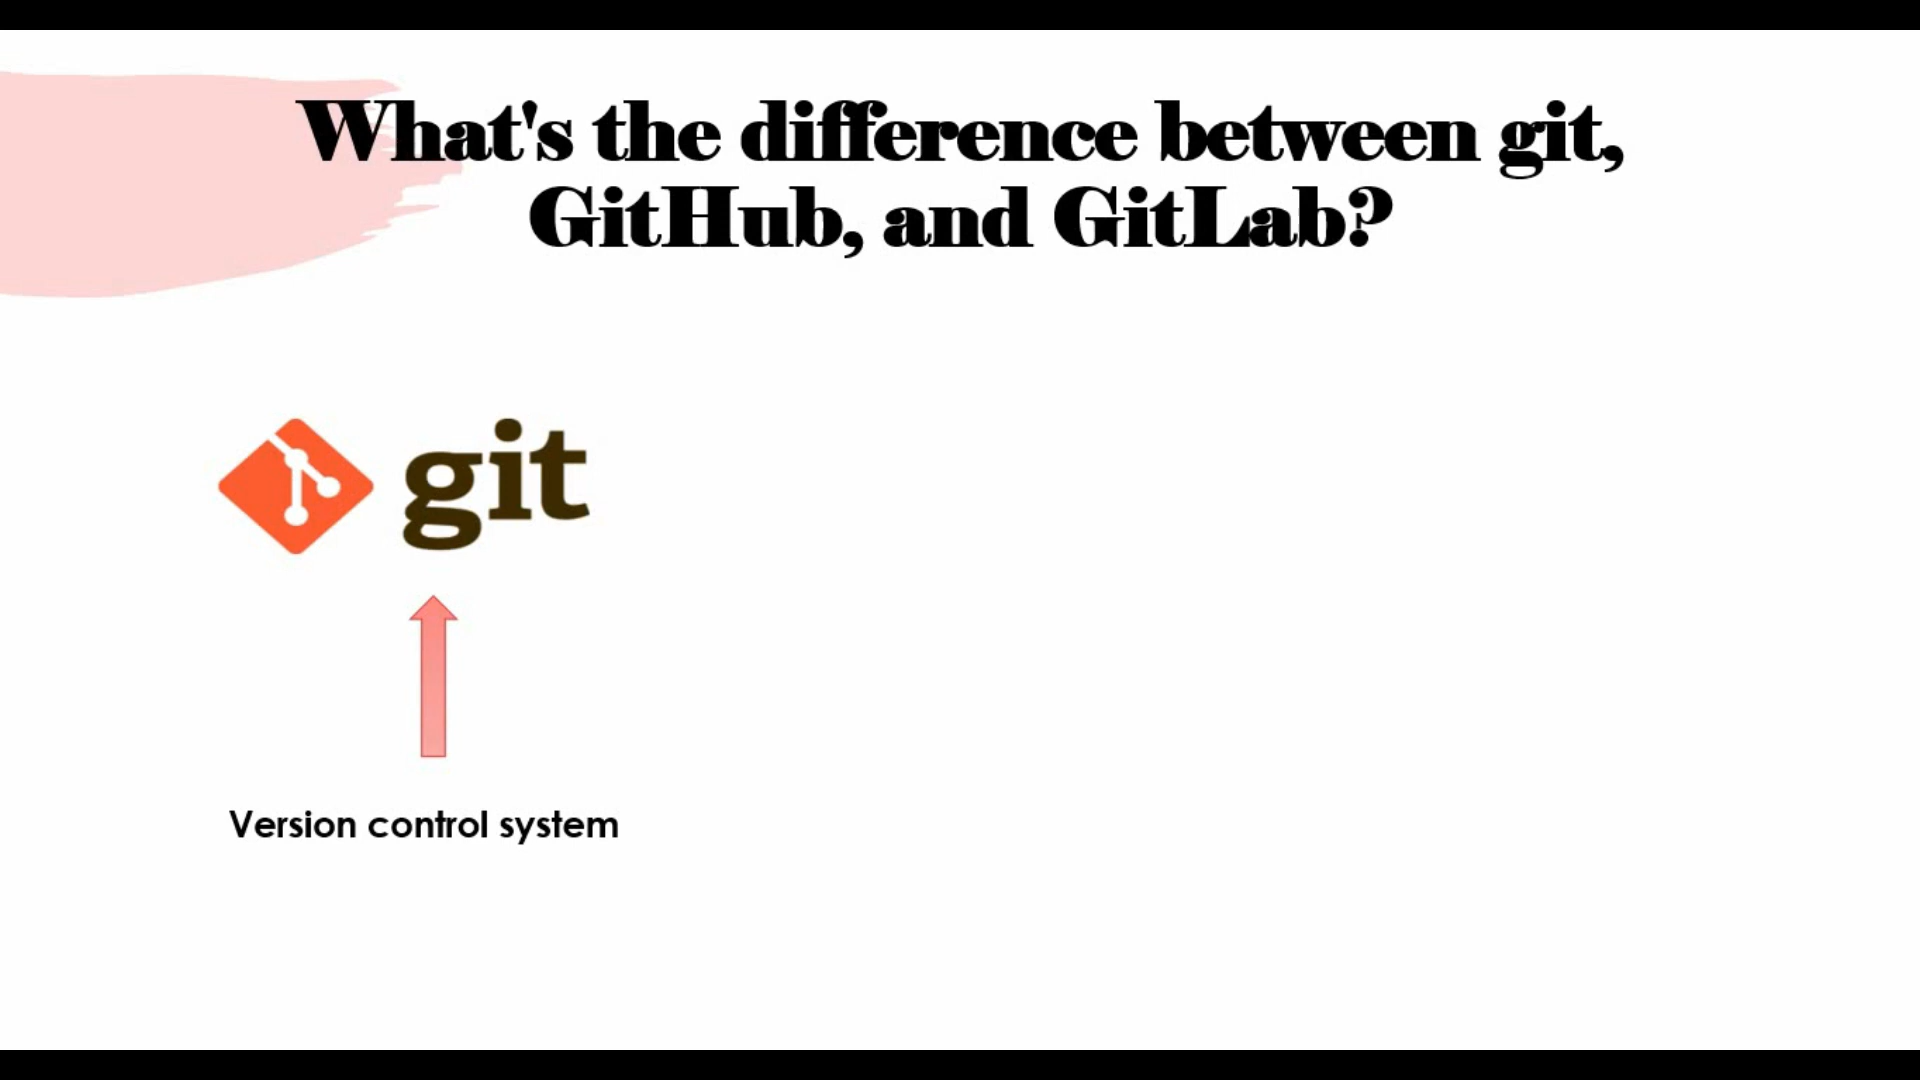 What's the difference between git,
GitHub, and GitLab?
git
Version control system